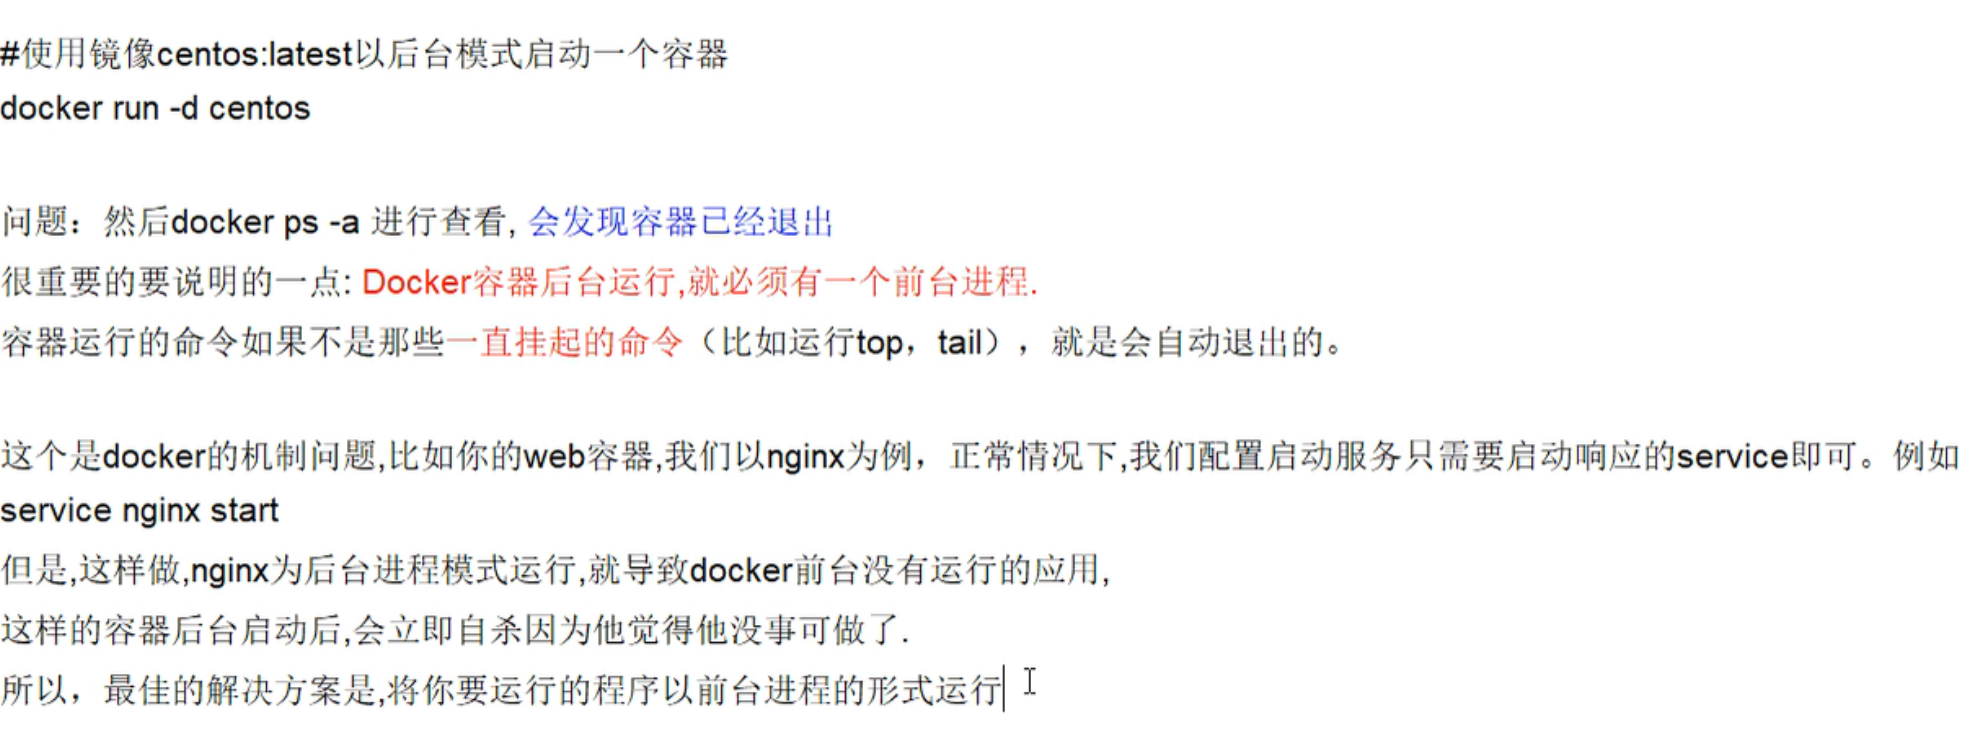 #使用镜像centos:latest以后台模式启动一个容器
docker run -d centos
问题：然后docker ps -a 进行查看, 会发现容器已经退出
很重要的要说明的一点: Docker容器后台运行,就必须有一个前台进程.
容器运行的命令如果不是那些一直挂起的命令（比如运行top，tail），就是会自动退出的。
这个是docker的机制问题,比如你的web容器,我们以nginx为例，正常情况下,我们配置启动服务只需要启动响应的service即可。例如
service nginx start
但是,这样做,nginx为后台进程模式运行,就导致docker前台没有运行的应用,
这样的容器后台启动后,会立即自杀因为他觉得他没事可做了.
所以，最佳的解决方案是,将你要运行的程序以前台进程的形式运行